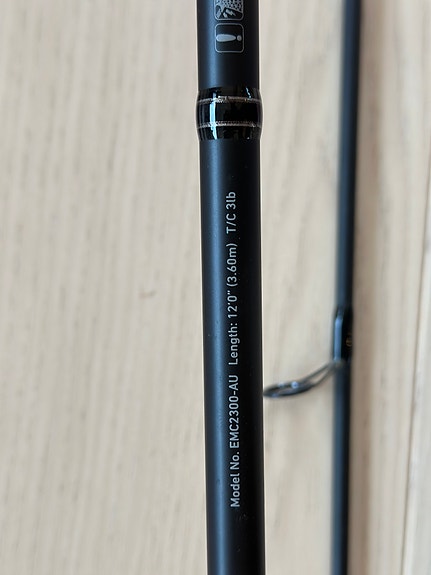 Model No. EMC2300-AU Length: 12'0" (3.60m) T/C 3lb